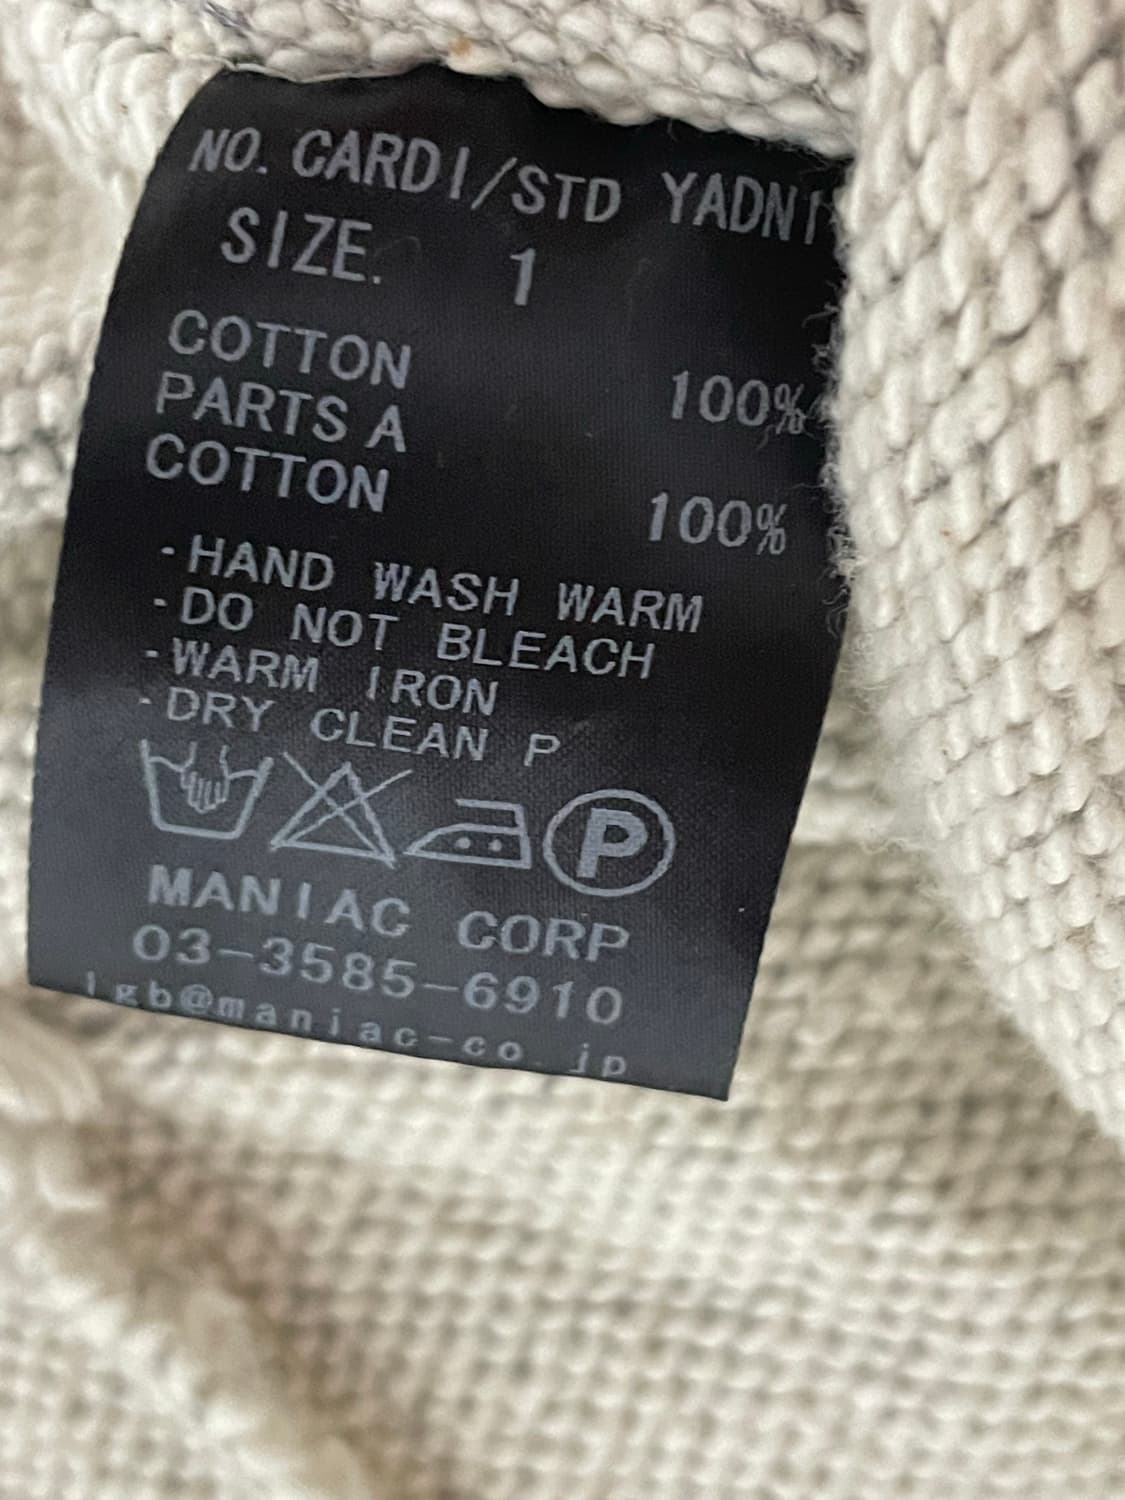 NO. CARDI/STD
SIZE. 1
COTTON 100%
PARTS A
COTTON 100%
-HAND WASH WARM
-DO NOT BLEACH
-WARM IRON
-DRY CLEAN P
P
MANIAC CORP
03-3585-6910
lgb@maniac-co.jp